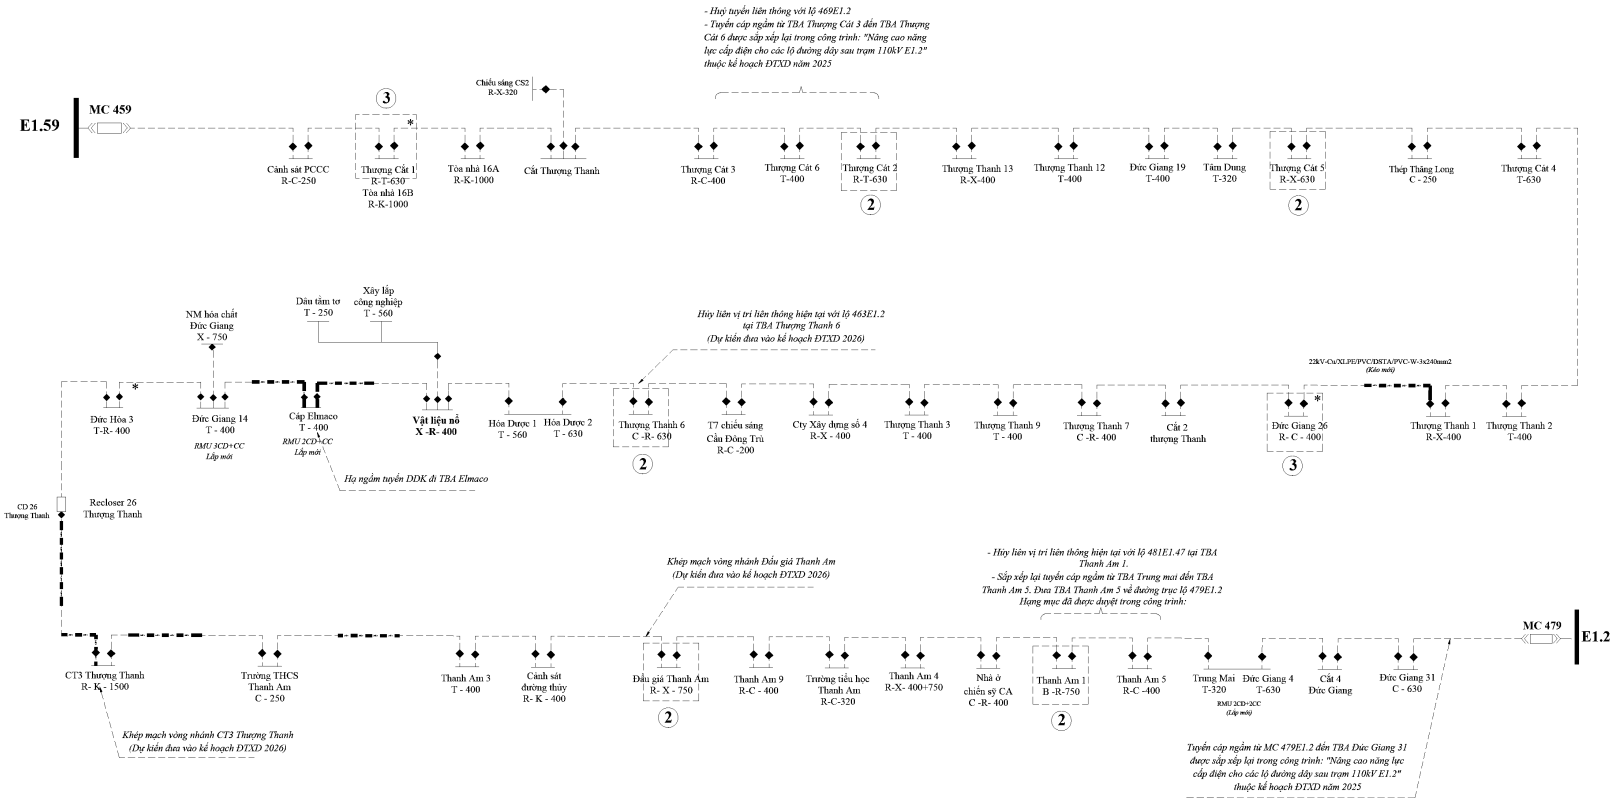 - Huỷ tuyến liên thông với lộ 469E1.2
- Tuyến cáp ngầm từ TBA Thượng Cát 3 đến TBA Thượng
Cát 6 được sắp xếp lại trong công trình: "Nâng cao năng
lực cấp điện cho các lộ đường dây sau trạm 110kV E1.2"
thuộc kế hoạch ĐTXD năm 2025
Chiếu sáng CS2
R-X-320
E1.59
MC 459
3
*
Cảnh sát PCCC
R-C-250
Thượng Cát 1
R-T-630
Tòa nhà 16B
R-K-1000
Tòa nhà 16A
R-K-1000
Cắt Thượng Thanh
Thượng Cát 3
R-C-400
Thượng Cát 6
T-400
Thượng Cát 2
R-T-630
2
Thượng Thanh 13
R-X-400
Thượng Thanh 12
T-400
Đức Giang 19
T-400
Tâm Dung
T-320
Thượng Cát 5
R-X-630
2
Thép Thăng Long
C - 250
Thượng Cát 4
T-630
NM hóa chất
Đức Giang
X - 750
Dâu tằm tơ
T - 250
Xây lắp
công nghiệp
T - 560
Hủy liên vị trí liên thông hiện tại với lộ 463E1.2
tại TBA Thượng Thanh 6
(Dự kiến đưa vào kế hoạch ĐTXD 2026)
22kV-Cu/XLPE/PVC/DSTA/PVC-W-3x240mm2
(Kéo mới)
*
Đức Hòa 3
T-R- 400
Đức Giang 14
T - 400
RMU 3CD+CC
Lắp mới
Cáp Elmaco
T - 400
RMU 2CD+CC
Lắp mới
Vật liệu nổ
X -R- 400
Hóa Dược 1
T - 560
Hóa Dược 2
T - 630
Thượng Thanh 6
C -R- 630
2
T7 chiếu sáng
Cầu Đông Trù
R-C -200
Cty Xây dựng số 4
R-X - 400
Thượng Thanh 3
T - 400
Thượng Thanh 9
T - 400
Thượng Thanh 7
C -R- 400
Cắt 2
thượng Thanh
*
Đức Giang 26
R- C - 400
3
Thượng Thanh 1
R-X-400
Thượng Thanh 2
T-400
Hạ ngầm tuyến DDK đi TBA Elmaco
CD 26
Thượng Thanh
Recloser 26
Thượng Thanh
Khép mạch vòng nhánh Đấu giá Thanh Am
(Dự kiến đưa vào kế hoạch ĐTXD 2026)
- Hủy liên vị trí liên thông hiện tại với lộ 481E1.47 tại TBA
Thanh Am 1.
- Sắp xếp lại tuyến cáp ngầm từ TBA Trung mai đến TBA
Thanh Am 5. Đưa TBA Thanh Am 5 về đường trục lộ 479E1.2
Hạng mục đã được duyệt trong công trình:
MC 479
E1.2
CT3 Thượng Thanh
R- K - 1500
Trường THCS
Thanh Am
C - 250
Thanh Am 3
T - 400
Cảnh sát
đường thủy
R- K - 400
Đấu giá Thanh Am
R- X - 750
2
Thanh Am 9
R-C - 400
Trường tiểu học
Thanh Am
R-C-320
Thanh Am 4
R-X- 400+750
Nhà ở
chiến sỹ CA
C -R- 400
Thanh Am 1
B -R-750
2
Thanh Am 5
R-C -400
Trung Mai
T-320
Đức Giang 4
T-630
RMU 2CD+2CC
(Lắp mới)
Cắt 4
Đức Giang
Đức Giang 31
C - 630
Khép mạch vòng nhánh CT3 Thượng Thanh
(Dự kiến đưa vào kế hoạch ĐTXD 2026)
Tuyến cáp ngầm từ MC 479E1.2 đến TBA Đức Giang 31
được sắp xếp lại trong công trình: "Nâng cao năng lực
cấp điện cho các lộ đường dây sau trạm 110kV E1.2"
thuộc kế hoạch ĐTXD năm 2025